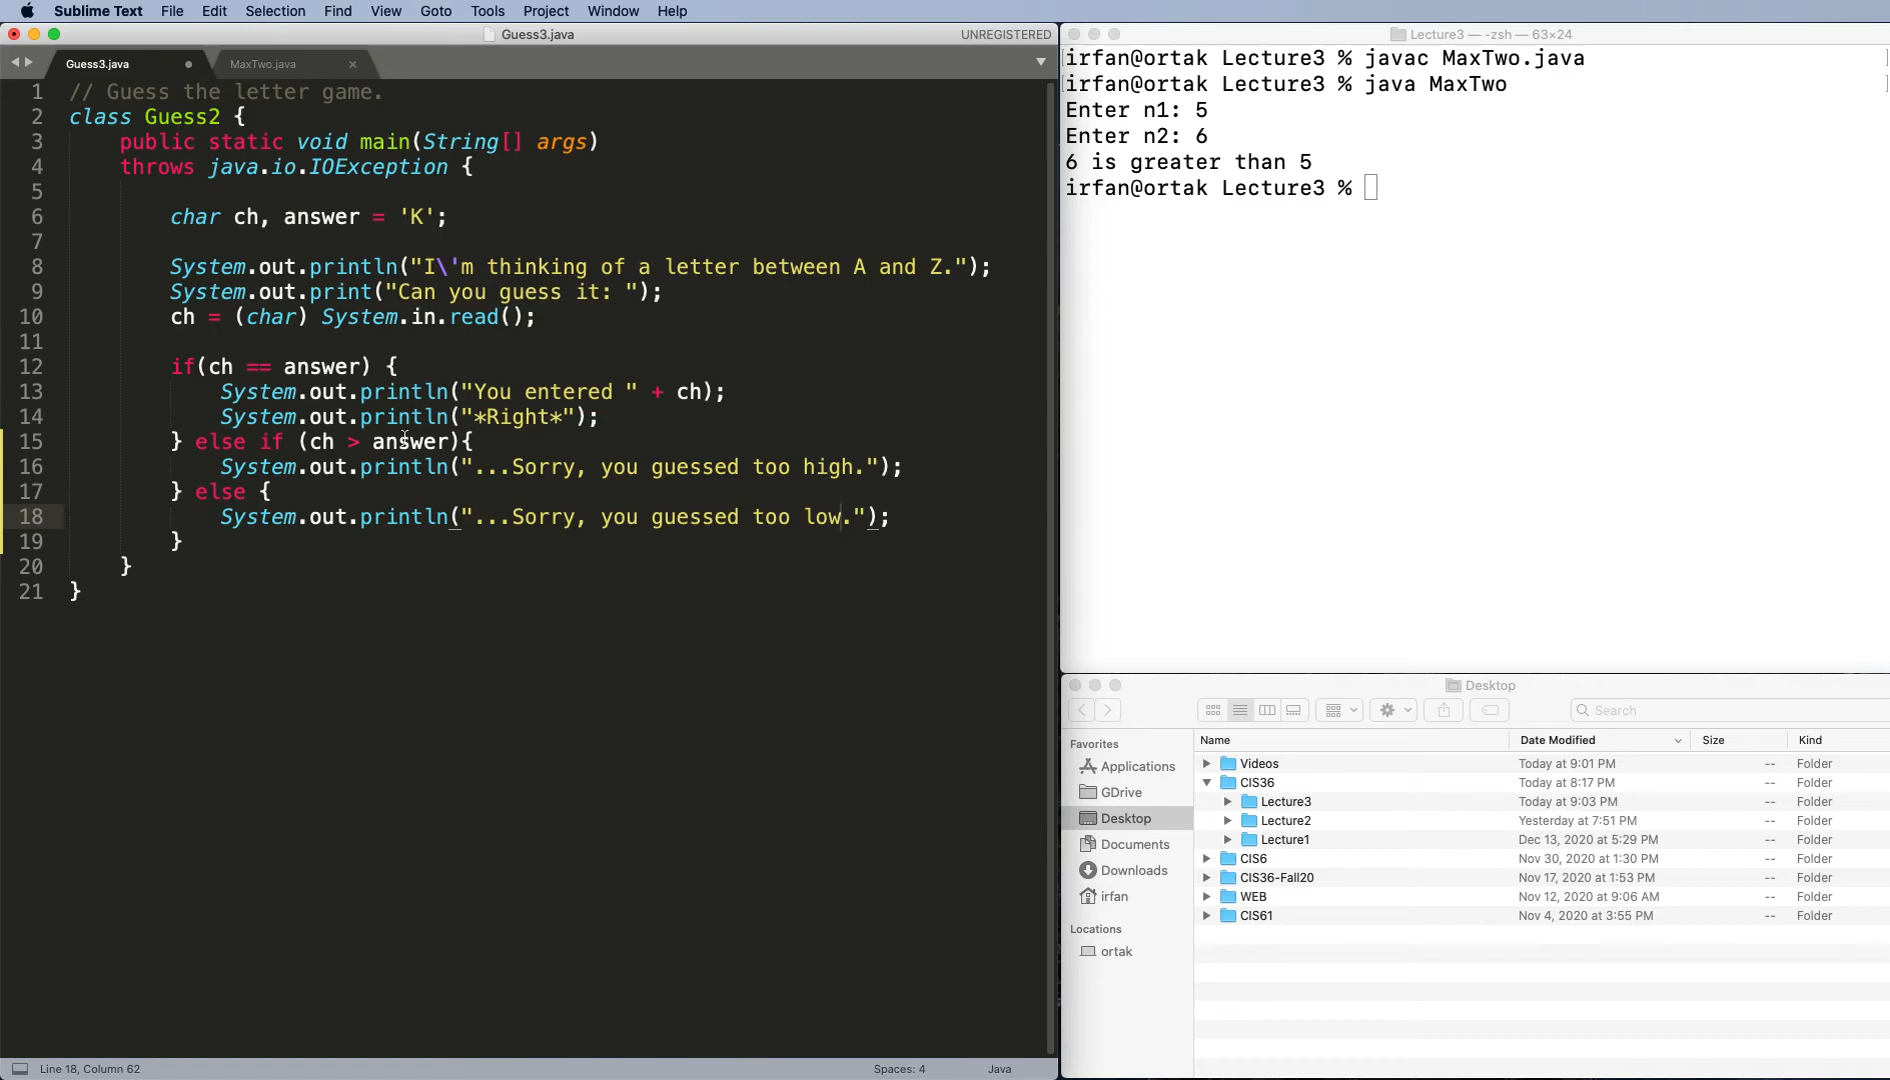 Sublime Text File Edit Selection Find View Goto Tools Project Window Help
Guess3.java
UNREGISTERED
Guess3.java
MaxTwo.java
1 // Guess the letter game.
2 class Guess2 {
3 public static void main(String[] args)
4 throws java.io.IOException {
5
6 char ch, answer = 'K';
7
8 System.out.println("I\'m thinking of a letter between A and Z.");
9 System.out.print("Can you guess it: ");
10 ch = (char) System.in.read();
11
12 if(ch == answer) {
13 System.out.println("You entered " + ch);
14 System.out.println("*Right*");
15 } else if (ch > answer){
16 System.out.println("...Sorry, you guessed too high.");
17 } else {
18 System.out.println("...Sorry, you guessed too low.");
19 }
20 }
21 }
Line 18, Column 62
Spaces: 4
Java
Lecture3 — -zsh — 63×24
[irfan@ortak Lecture3 % javac MaxTwo.java ]
[irfan@ortak Lecture3 % java MaxTwo ]
Enter n1: 5
Enter n2: 6
6 is greater than 5
irfan@ortak Lecture3 %
Desktop
Search
Favorites
Applications
GDrive
Desktop
Documents
Downloads
irfan
Locations
ortak
Name Date Modified Size Kind
Videos Today at 9:01 PM -- Folder
CIS36 Today at 8:17 PM -- Folder
Lecture3 Today at 9:03 PM -- Folder
Lecture2 Yesterday at 7:51 PM -- Folder
Lecture1 Dec 13, 2020 at 5:29 PM -- Folder
CIS6 Nov 30, 2020 at 1:30 PM -- Folder
CIS36-Fall20 Nov 17, 2020 at 1:53 PM -- Folder
WEB Nov 12, 2020 at 9:06 AM -- Folder
CIS61 Nov 4, 2020 at 3:55 PM -- Folder